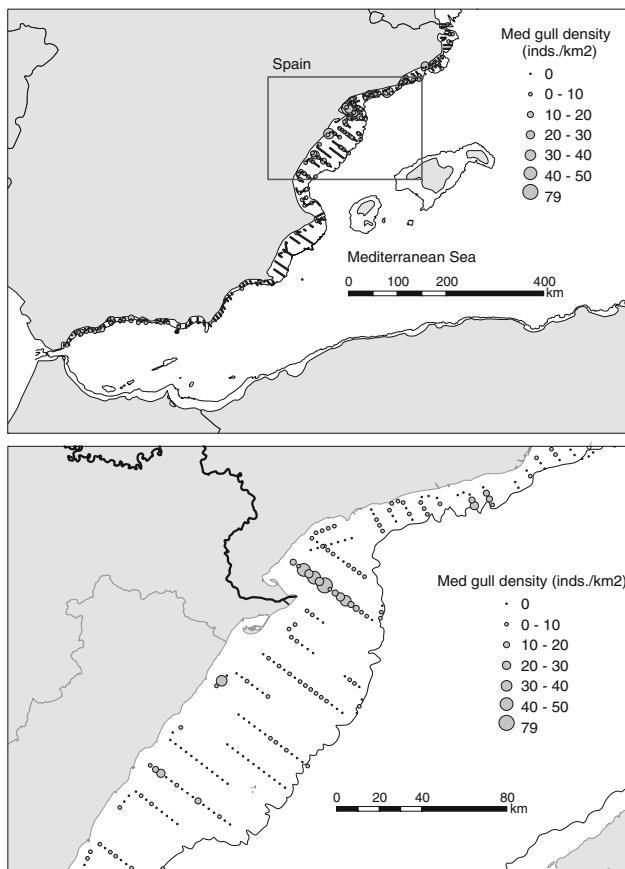 Med gull density
(inds./km2)
Spain
0
0 - 10
10 - 20
20 - 30
30 - 40
40 - 50
79
Mediterranean Sea
0 100 200 400
km
Med gull density (inds./km2)
0
0 - 10
10 - 20
20 - 30
30 - 40
40 - 50
79
0 20 40 80
km